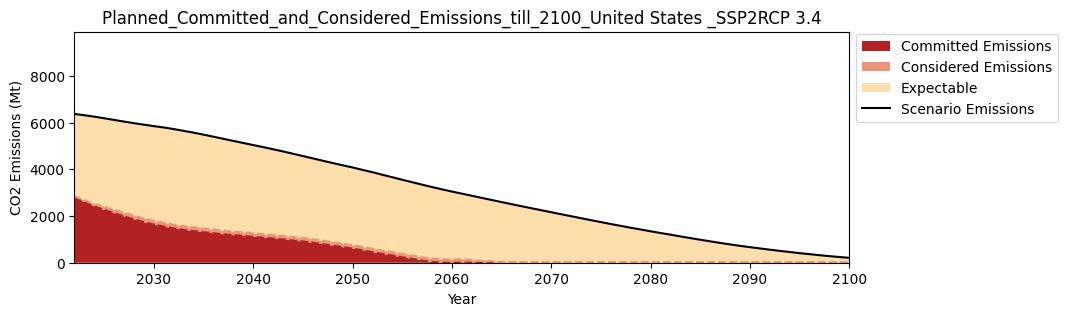 Planned_Committed_and_Considered_Emissions_till_2100_United States _SSP2RCP 3.4
CO2 Emissions (Mt)
8000
6000
4000
2000
0
2030 2040 2050 2060 2070 2080 2090 2100
Year
Committed Emissions
Considered Emissions
Expectable
Scenario Emissions